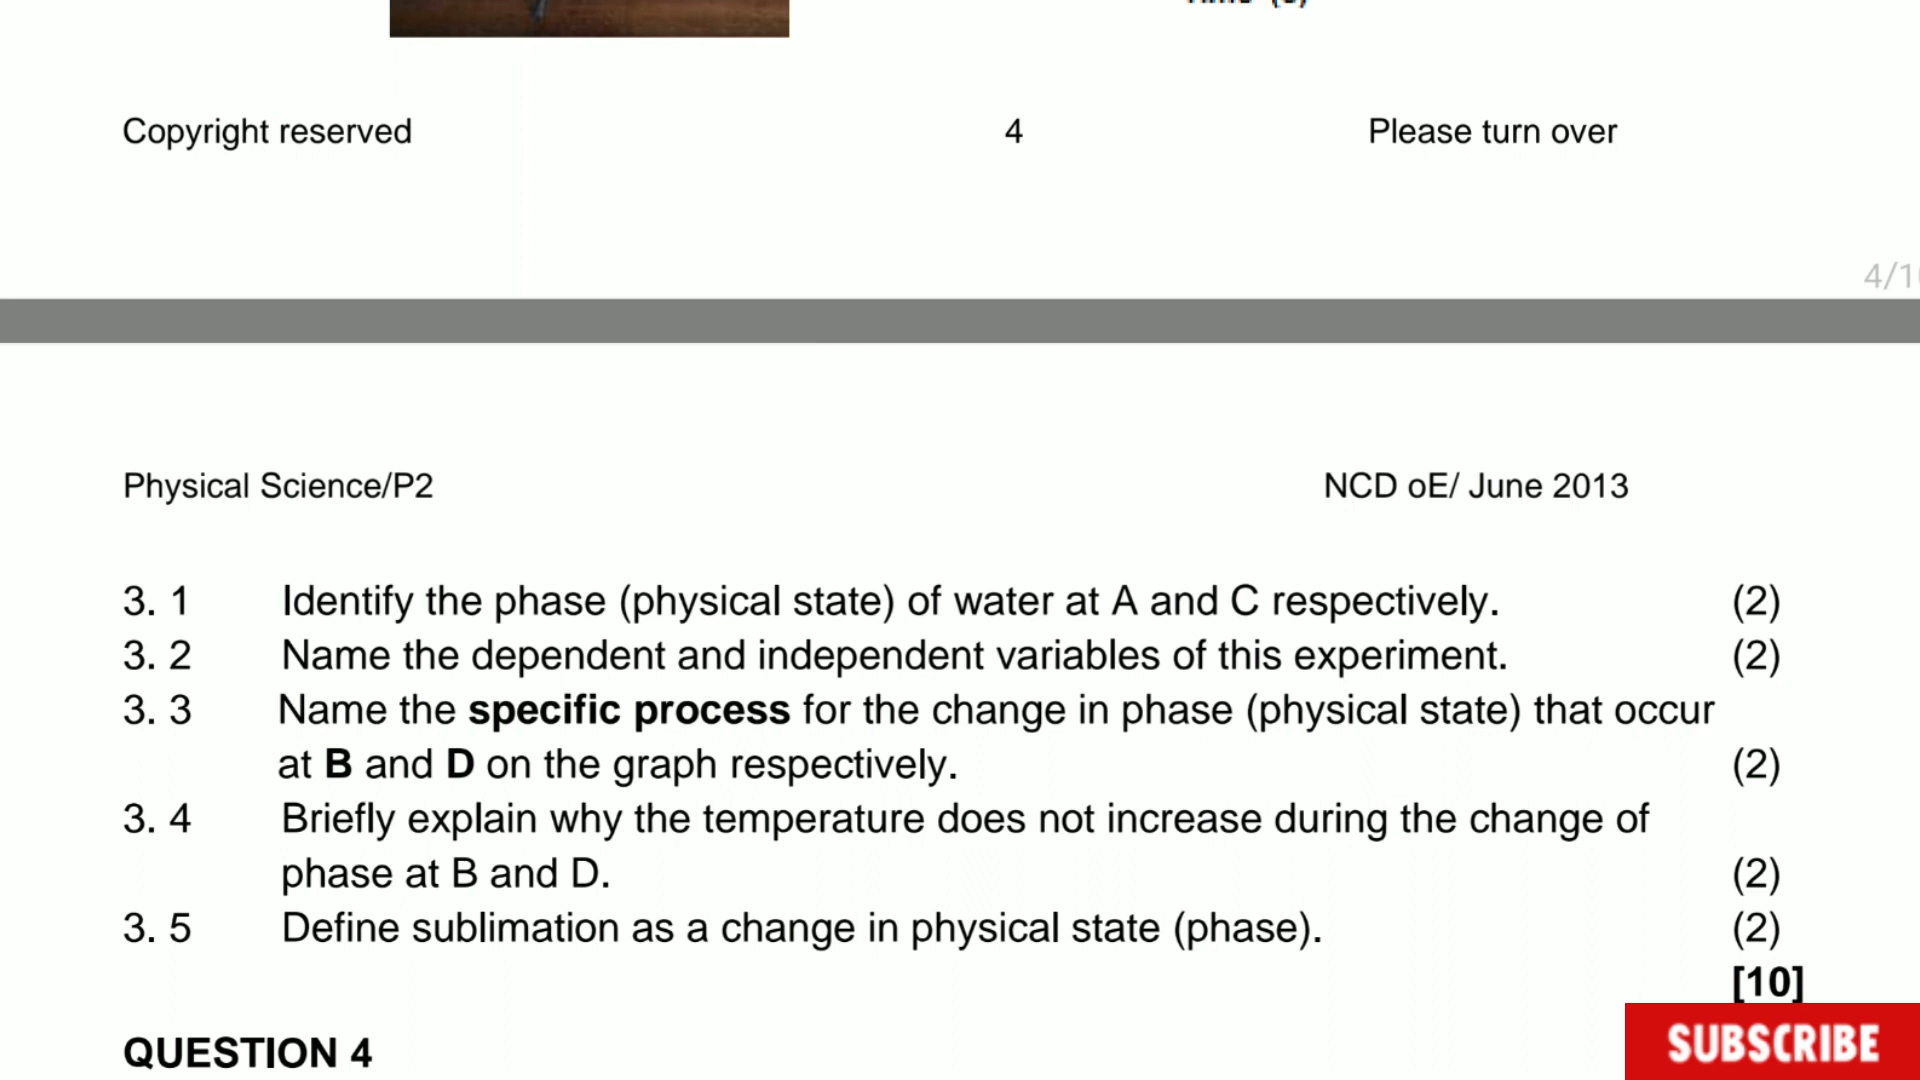 Copyright reserved 4 Please turn over
Physical Science/P2 NCD oE/ June 2013
3. 1 Identify the phase (physical state) of water at A and C respectively. (2)
3. 2 Name the dependent and independent variables of this experiment. (2)
3. 3 Name the specific process for the change in phase (physical state) that occur
at B and D on the graph respectively. (2)
3. 4 Briefly explain why the temperature does not increase during the change of
phase at B and D. (2)
3. 5 Define sublimation as a change in physical state (phase). (2)
[10]
SUBSCRIBE
QUESTION 4